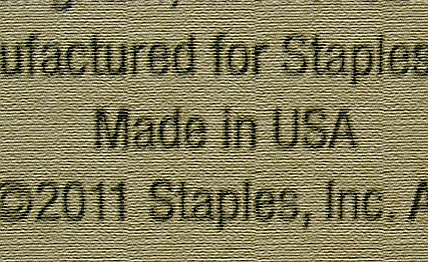 ufactured for Staples
Made in USA
©2011 Staples, Inc. A